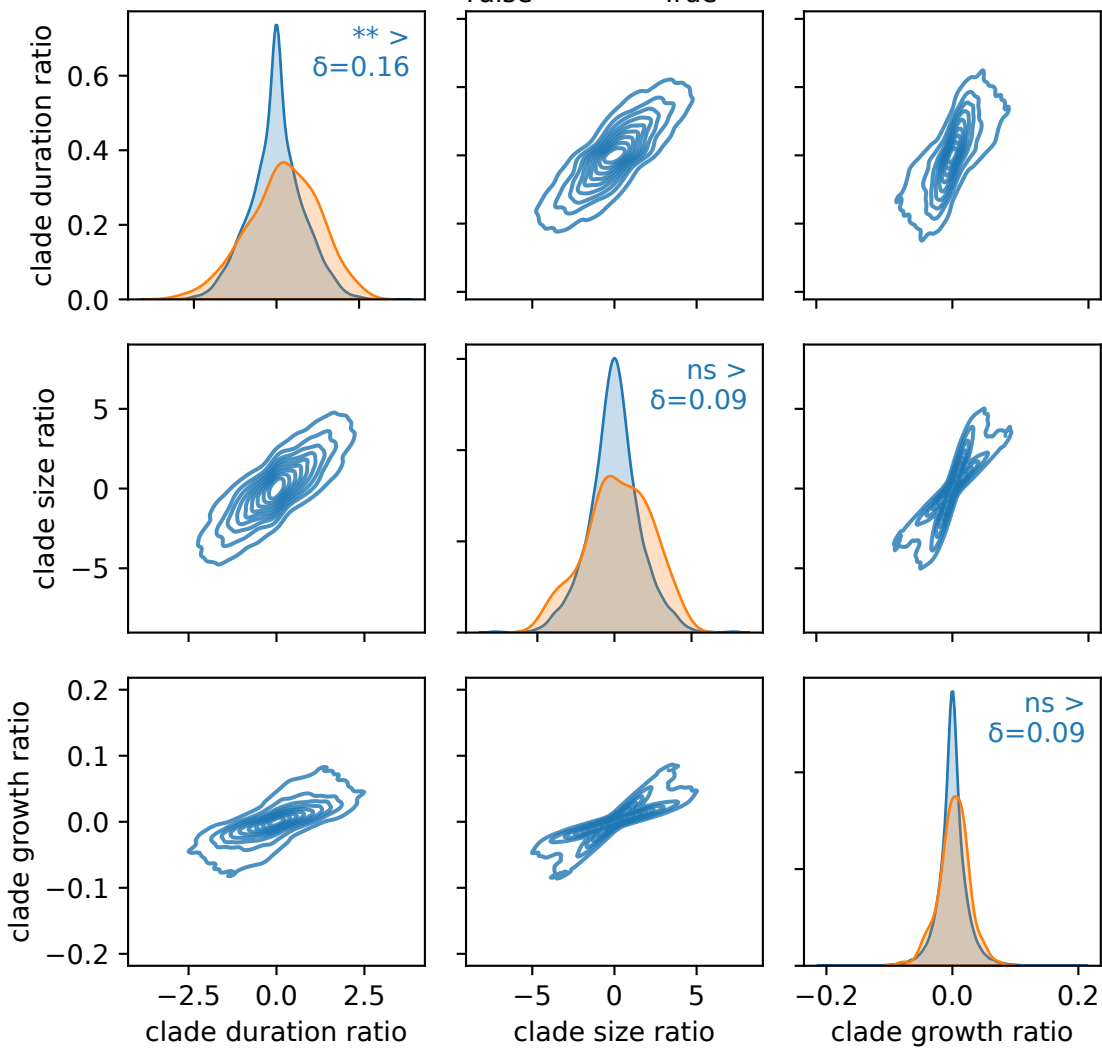 clade duration ratio
0.6
0.4
0.2
0.0
** >
δ=0.16
clade size ratio
5
0
−5
ns >
δ=0.09
clade growth ratio
0.2
0.1
0.0
−0.1
−0.2
ns >
δ=0.09
−2.5 0.0 2.5
clade duration ratio
−5 0 5
clade size ratio
−0.2 0.0 0.2
clade growth ratio